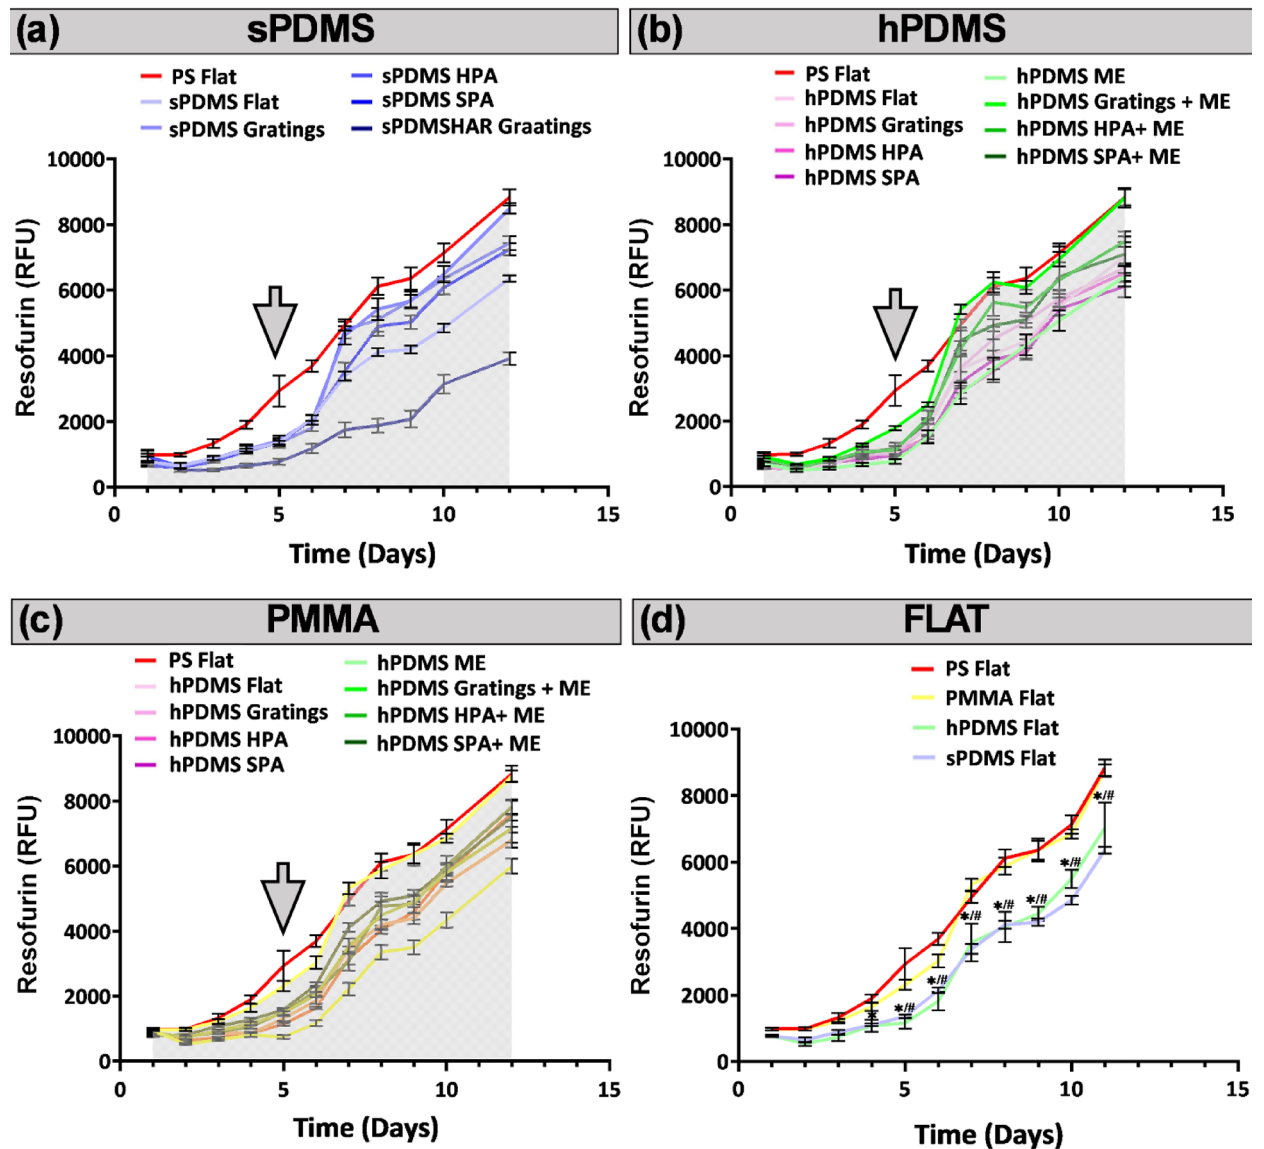 (a) sPDMS
PS Flat
sPDMS Flat
sPDMS Gratings
sPDMS HPA
sPDMS SPA
sPDMSHAR Graatings
Resofurin (RFU)
10000
8000
6000
4000
2000
0
0 5 10 15
Time (Days)
(b) hPDMS
PS Flat
hPDMS Flat
hPDMS Gratings
hPDMS HPA
hPDMS SPA
hPDMS ME
hPDMS Gratings + ME
hPDMS HPA+ ME
hPDMS SPA+ ME
Resofurin (RFU)
10000
8000
6000
4000
2000
0
0 5 10 15
Time (Days)
(c) PMMA
PS Flat
hPDMS Flat
hPDMS Gratings
hPDMS HPA
hPDMS SPA
hPDMS ME
hPDMS Gratings + ME
hPDMS HPA+ ME
hPDMS SPA+ ME
Resofurin (RFU)
10000
8000
6000
4000
2000
0
0 5 10 15
Time (Days)
(d) FLAT
PS Flat
PMMA Flat
hPDMS Flat
sPDMS Flat
Resofurin (RFU)
10000
8000
6000
4000
2000
0
*
*/#
*/#
*/#
*/#
*/#
*/#
*/#
0 5 10 15
Time (Days)